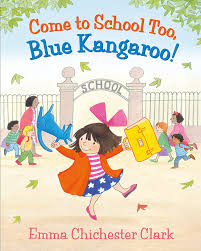 Come to School Too,
Blue Kangaroo!
SCHOOL
Emma Chichester Clark